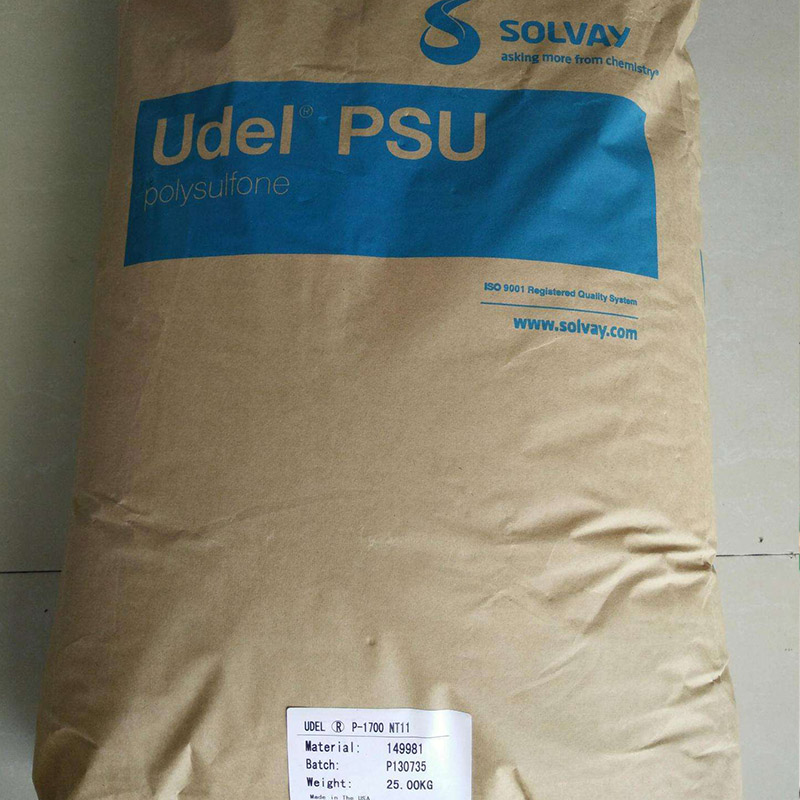 SOLVAY
asking more from chemistry®
Udel® PSU
polysulfone
ISO 9001 Registered Quality System
www.solvay.com
UDEL ® P-1700 NT11
Material: 149981
Batch: P130735
Weight: 25.00KG
Made in The USA